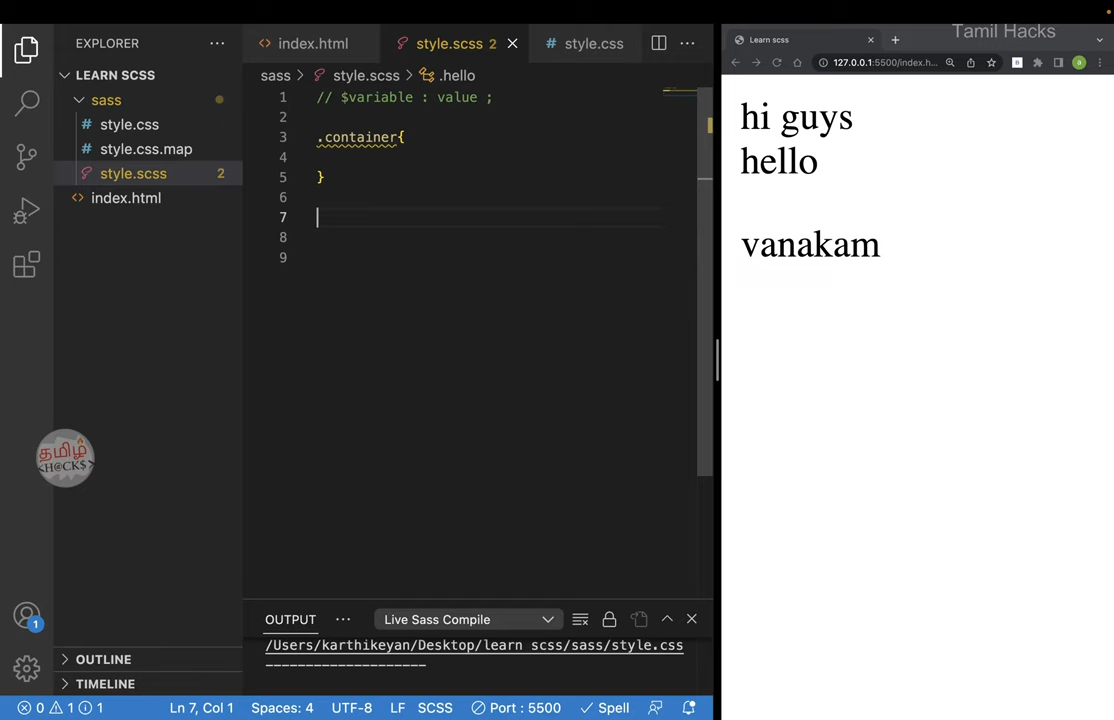 Tamil Hacks
EXPLORER
LEARN SCSS
sass
style.css
style.css.map
style.scss 2
index.html
OUTLINE
TIMELINE
index.html
style.scss 2
style.css
sass > style.scss > .hello
1 // $variable : value ;
2
3 .container{
4
5 }
6
7
8
9
OUTPUT
Live Sass Compile
/Users/karthikeyan/Desktop/learn scss/sass/style.css
--------------------
0 1 1
Ln 7, Col 1
Spaces: 4
UTF-8
LF
SCSS
Port : 5500
Spell
1
தமிழ்
<H@CK$>
Learn scss
127.0.0.1:5500/index.h...
B
a
hi guys
hello
vanakam